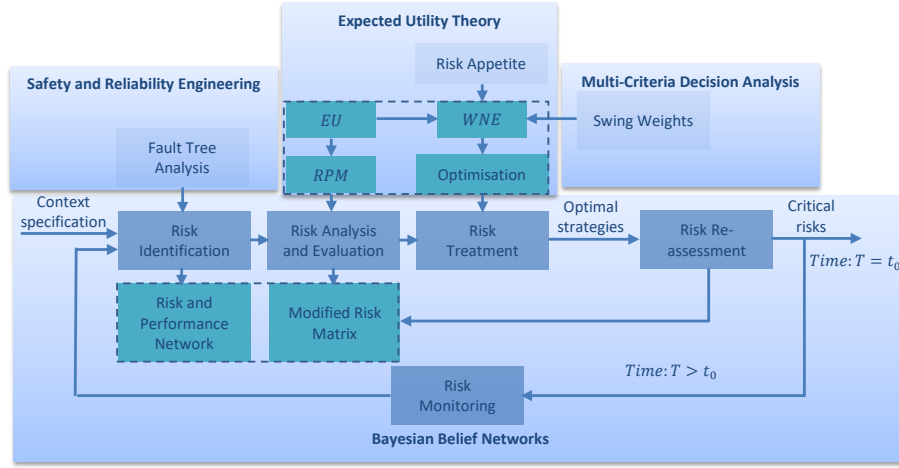 Expected Utility Theory
Risk Appetite
Safety and Reliability Engineering
Multi-Criteria Decision Analysis
EU
WNE
Swing Weights
Fault Tree
Analysis
RPM
Optimisation
Context
specification
Risk
Identification
Risk Analysis
and Evaluation
Risk
Treatment
Optimal
strategies
Risk Re-
assessment
Critical
risks
Time: T = t₀
Risk and
Performance
Network
Modified Risk
Matrix
Time: T > t₀
Risk
Monitoring
Bayesian Belief Networks